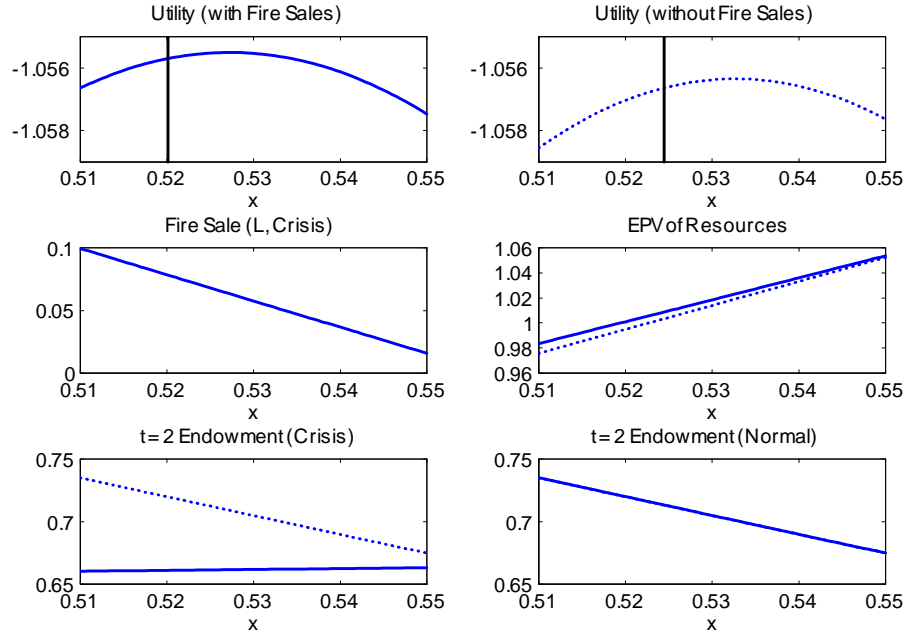 Utility (with Fire Sales)
-1.056
-1.058
0.51 0.52 0.53 0.54 0.55
x
Utility (without Fire Sales)
-1.056
-1.058
0.51 0.52 0.53 0.54 0.55
x
Fire Sale (L, Crisis)
0.1
0.05
0
0.51 0.52 0.53 0.54 0.55
x
EPV of Resources
1.06
1.04
1.02
1
0.98
0.96
0.51 0.52 0.53 0.54 0.55
x
t = 2 Endowment (Crisis)
0.75
0.7
0.65
0.51 0.52 0.53 0.54 0.55
t = 2 Endowment (Normal)
0.75
0.7
0.65
0.51 0.52 0.53 0.54 0.55